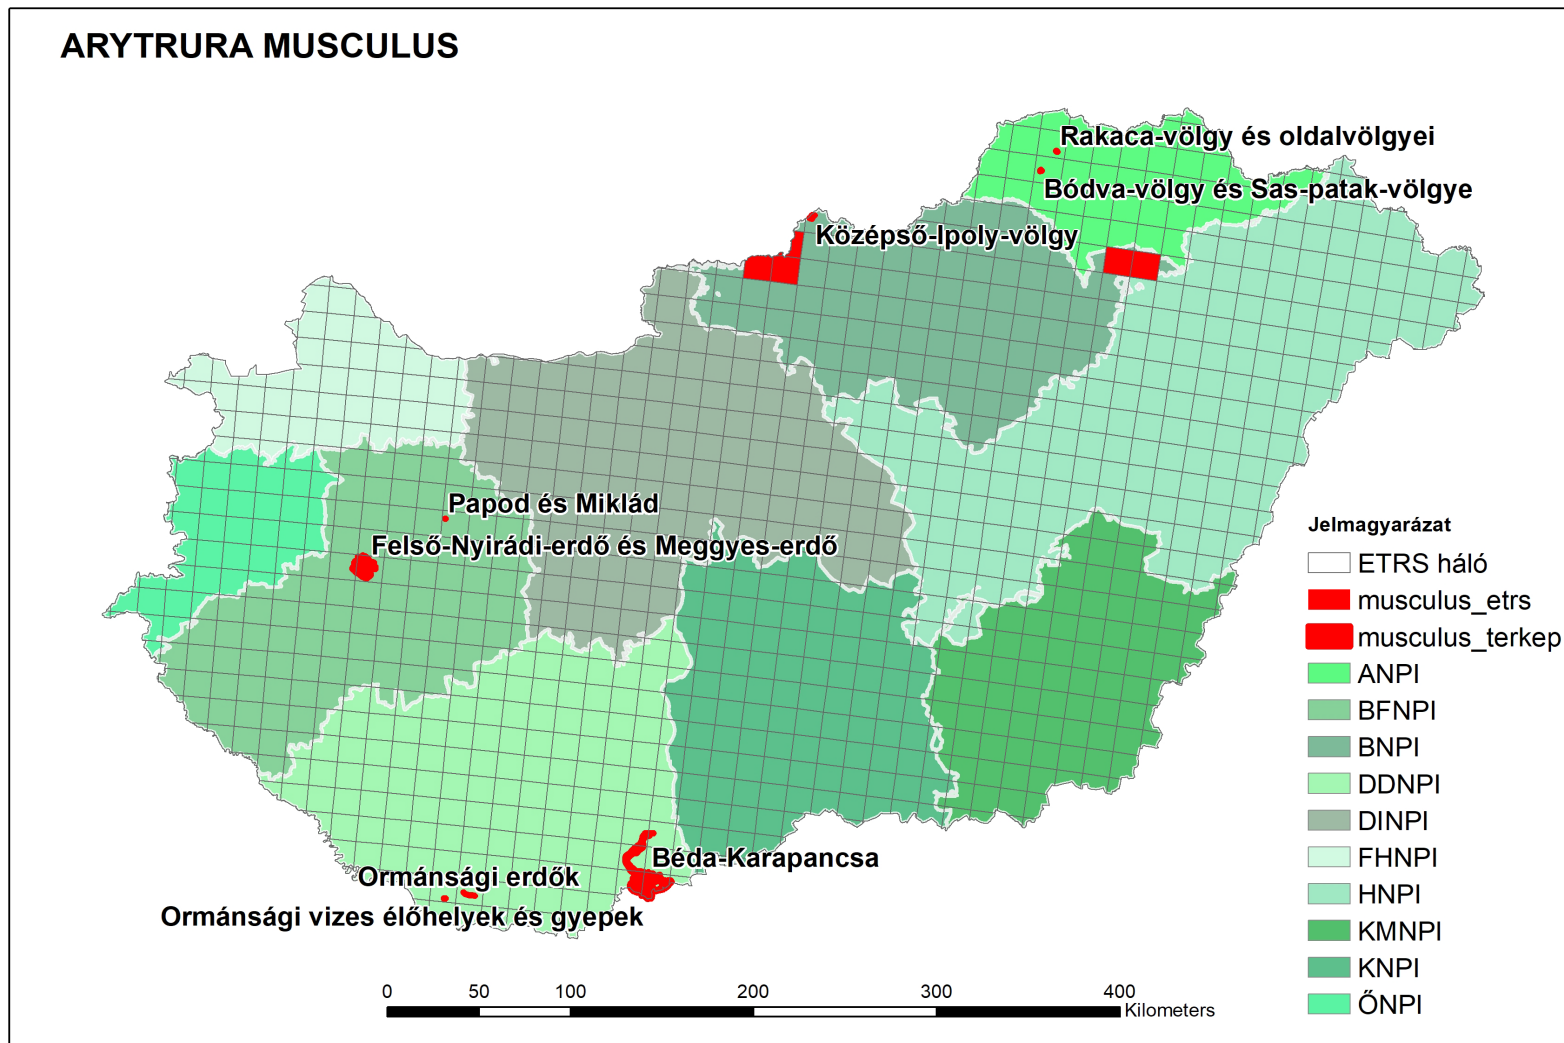 ARYTRURA MUSCULUS
Rakaca-völgy és oldalvölgyei
Bódva-völgy és Sas-patak-völgye
Középső-Ipoly-völgy
Papod és Miklád
Felső-Nyirádi-erdő és Meggyes-erdő
Béda-Karapancsa
Ormánsági erdők
Ormánsági vizes élőhelyek és gyepek
Jelmagyarázat
ETRS háló
musculus_etrs
musculus_terkep
ANPI
BFNPI
BNPI
DDNPI
DINPI
FHNPI
HNPI
KMNPI
KNPI
ŐNPI
0 50 100 200 300 400
Kilometers